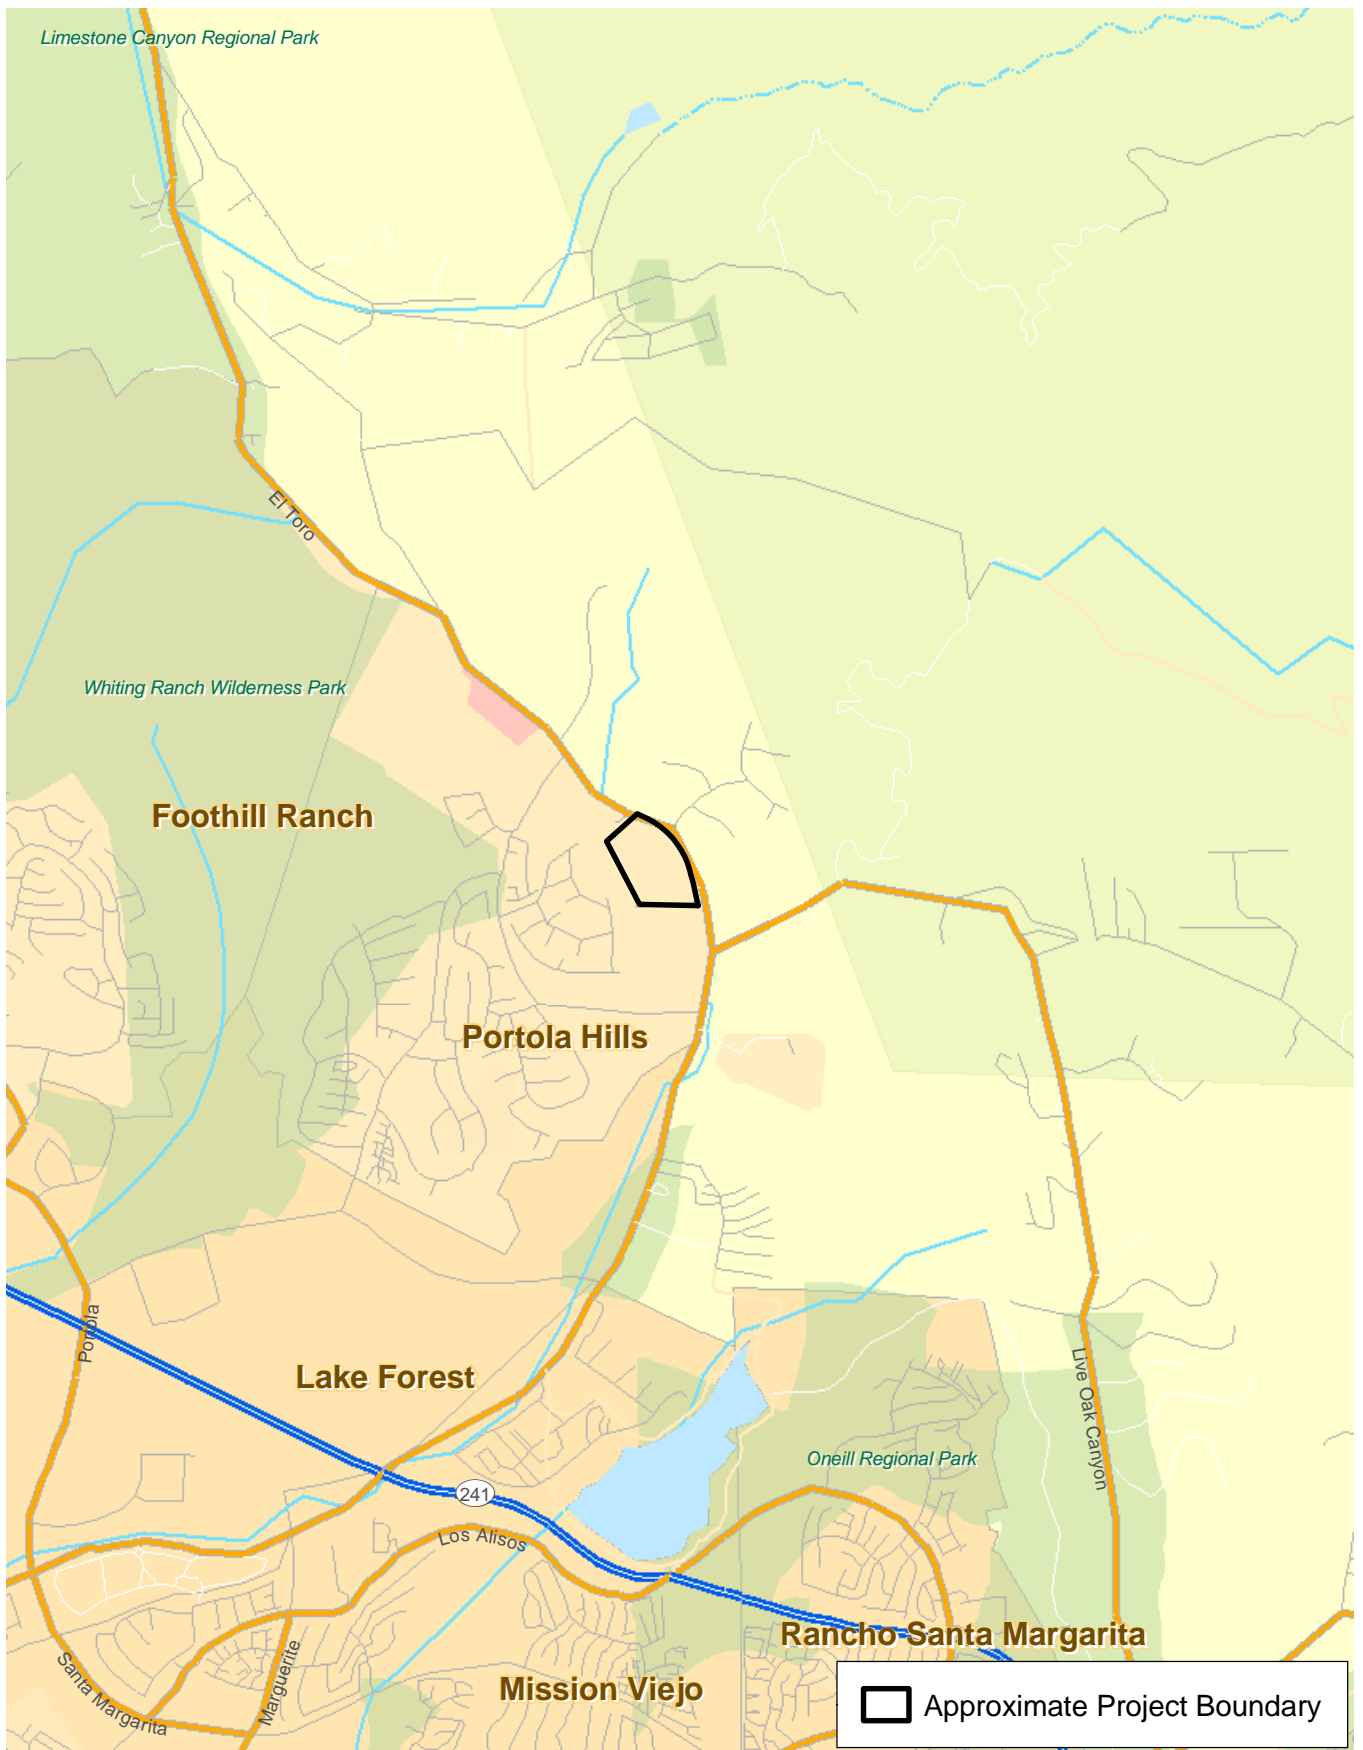 Limestone Canyon Regional Park
El Toro
Whiting Ranch Wilderness Park
Foothill Ranch
Portola Hills
Portola
Lake Forest
Live Oak Canyon
Oneill Regional Park
241
Los Alisos
Rancho Santa Margarita
Santa Margarita
Marguerite
Mission Viejo
Approximate Project Boundary